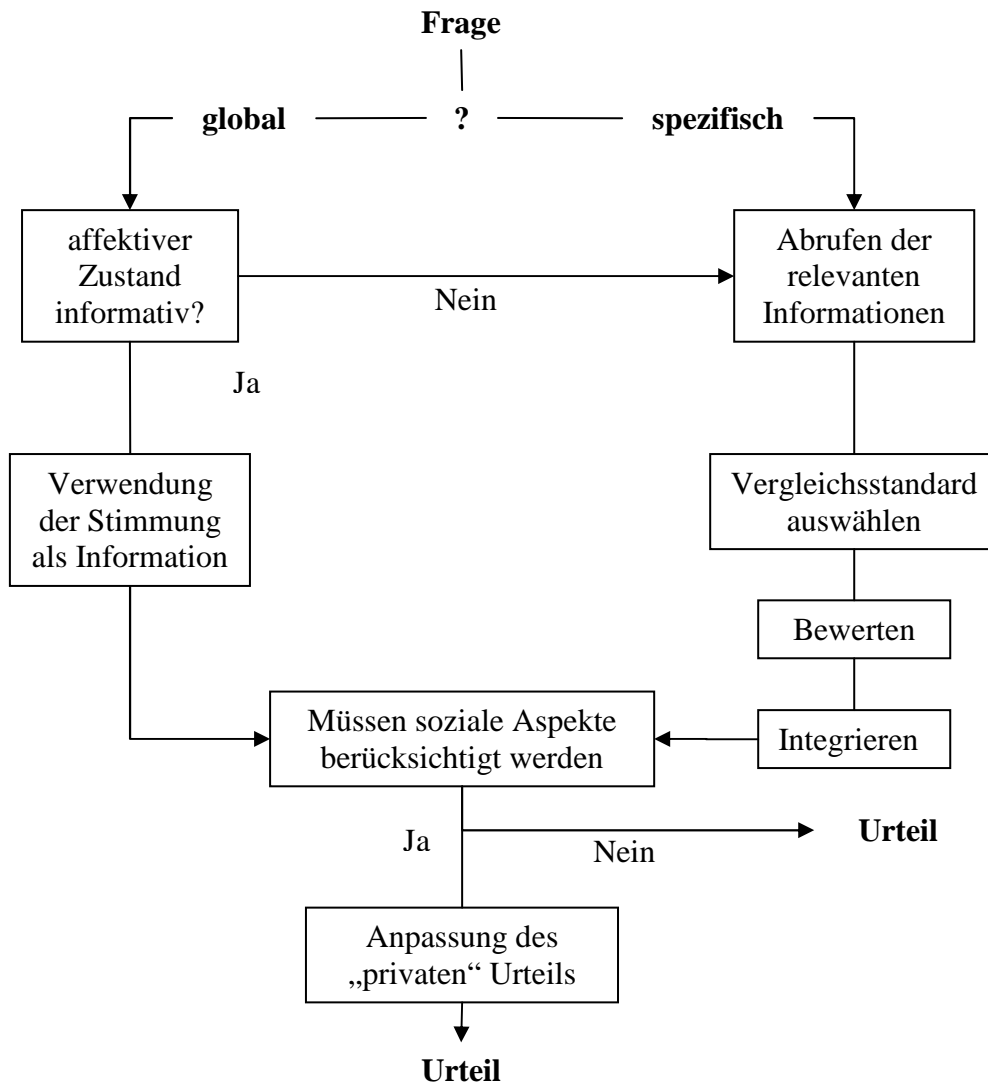 Frage
global ? spezifisch
affektiver
Zustand
informativ?
Nein
Abrufen der
relevanten
Informationen
Ja
Verwendung
der Stimmung
als Information
Vergleichsstandard
auswählen
Bewerten
Integrieren
Müssen soziale Aspekte
berücksichtigt werden
Ja
Nein
Urteil
Anpassung des
„privaten“ Urteils
Urteil